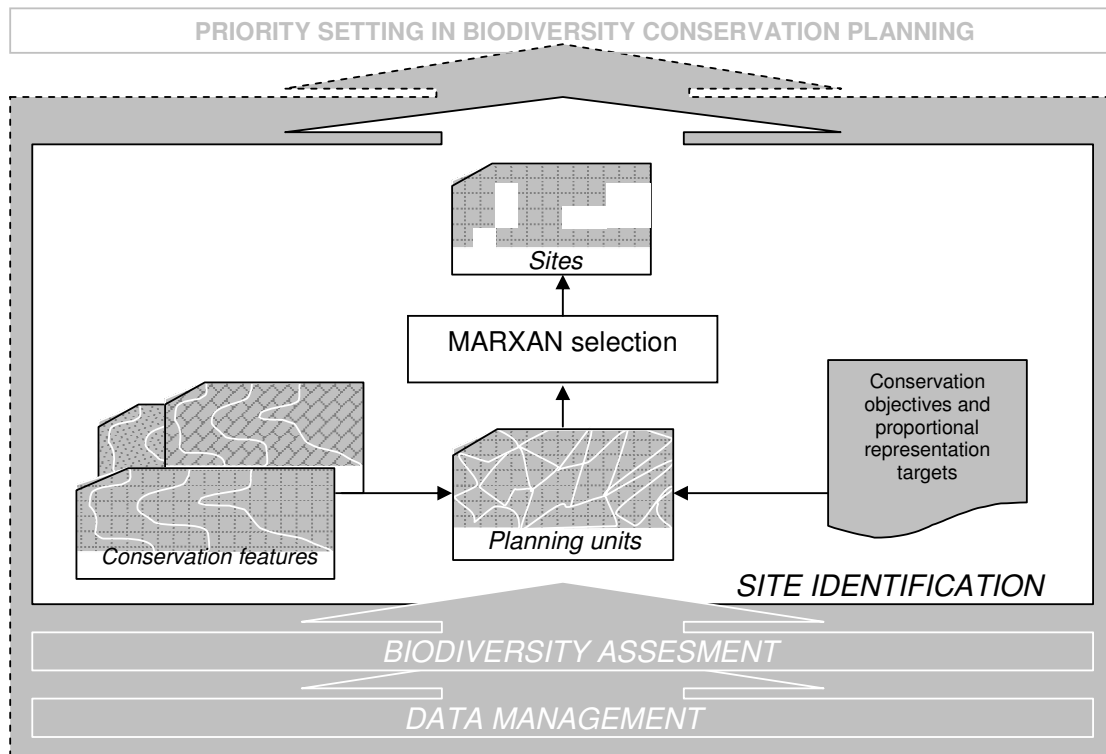 PRIORITY SETTING IN BIODIVERSITY CONSERVATION PLANNING
Sites
MARXAN selection
Conservation
objectives and
proportional
representation
targets
Conservation features
Planning units
SITE IDENTIFICATION
BIODIVERSITY ASSESMENT
DATA MANAGEMENT